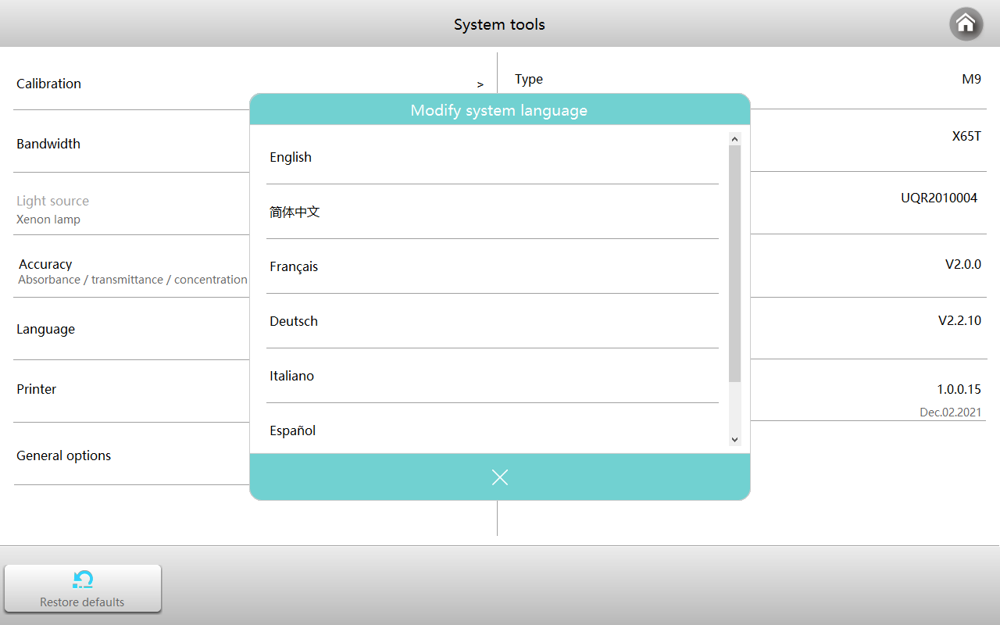 System tools
Calibration >
Bandwidth
Light source
Xenon lamp
Accuracy
Absorbance / transmittance / concentration
Language
Printer
General options
Modify system language
English
简体中文
Français
Deutsch
Italiano
Español
Type M9
X65T
UQR2010004
V2.0.0
V2.2.10
1.0.0.15
Dec.02.2021
Restore defaults